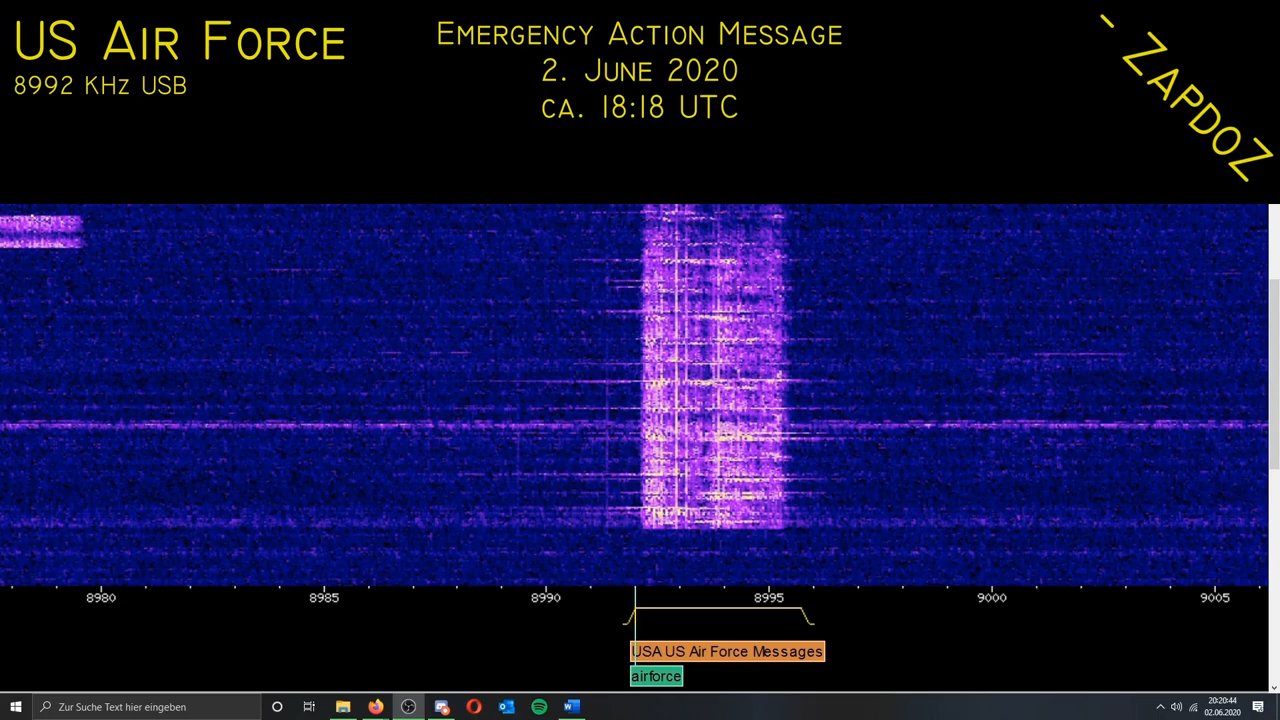 US Air Force
8992 KHz USB
Emergency Action Message
2. June 2020
ca. 18:18 UTC
- ZAPDOZ
8980 8985 8990 8995 9000 9005
USA US Air Force Messages
airforce
Zur Suche Text hier eingeben
20:20:44
02.06.2020